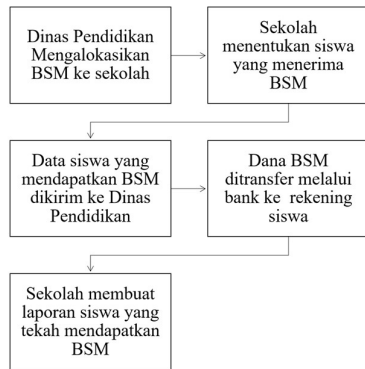 Dinas Pendidikan
Mengalokasikan
BSM ke sekolah
Sekolah
menentukan siswa
yang menerima
BSM
Data siswa yang
mendapatkan BSM
dikirim ke Dinas
Pendidikan
Dana BSM
ditransfer melalui
bank ke rekening
siswa
Sekolah membuat
laporan siswa yang
tekah mendapatkan
BSM